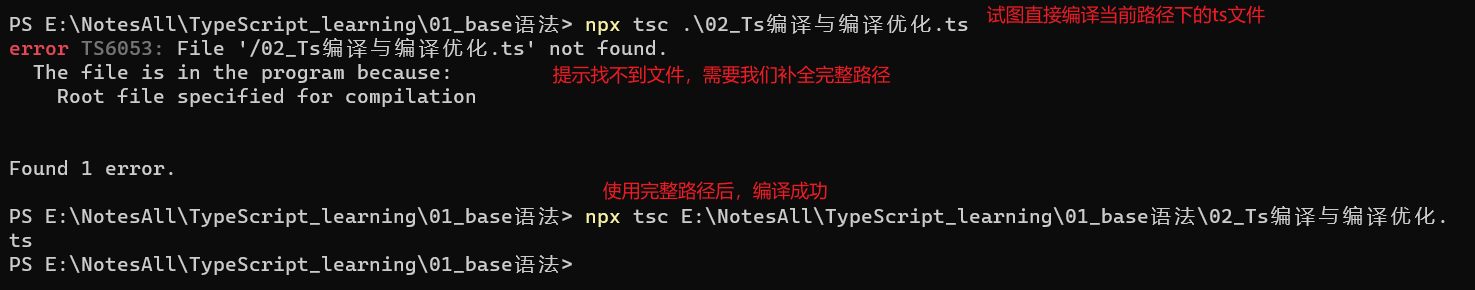 PS E:\NotesAll\TypeScript_learning\01_base语法> npx tsc .\02_Ts编译与编译优化.ts 试图直接编译当前路径下的ts文件
error TS6053: File '/02_Ts编译与编译优化.ts' not found.
The file is in the program because: 提示找不到文件，需要我们补全完整路径
Root file specified for compilation
Found 1 error.
使用完整路径后，编译成功
PS E:\NotesAll\TypeScript_learning\01_base语法> npx tsc E:\NotesAll\TypeScript_learning\01_base语法\02_Ts编译与编译优化.
ts
PS E:\NotesAll\TypeScript_learning\01_base语法>